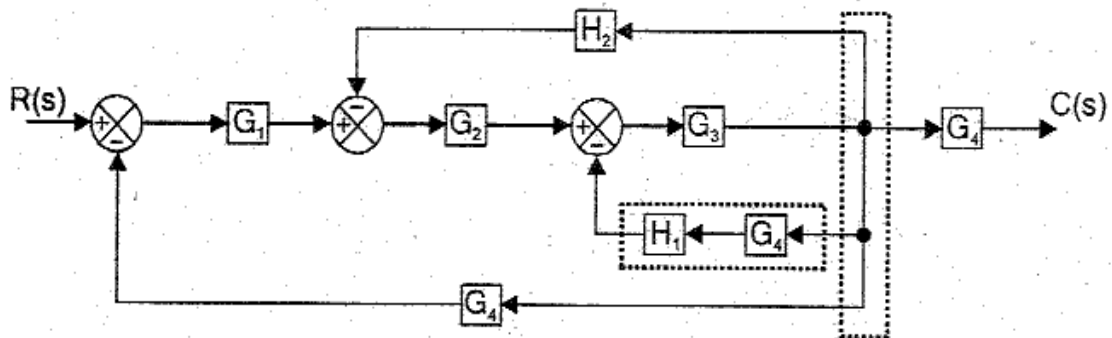 H₂
R(s) + - G₁ + - G₂ + - G₃ G₄ C(s)
H₁ G₄
G₄